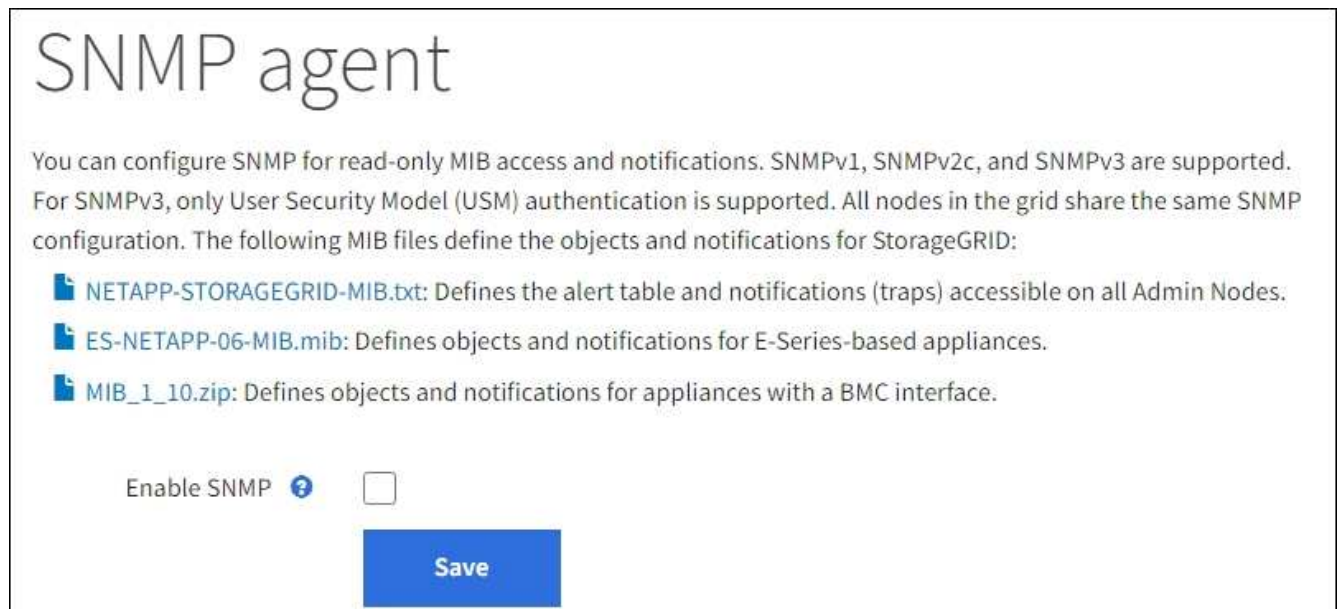 SNMP agent
You can configure SNMP for read-only MIB access and notifications. SNMPv1, SNMPv2c, and SNMPv3 are supported.
For SNMPv3, only User Security Model (USM) authentication is supported. All nodes in the grid share the same SNMP
configuration. The following MIB files define the objects and notifications for StorageGRID:
NETAPP-STORAGEGRID-MIB.txt: Defines the alert table and notifications (traps) accessible on all Admin Nodes.
ES-NETAPP-06-MIB.mib: Defines objects and notifications for E-Series-based appliances.
MIB_1_10.zip: Defines objects and notifications for appliances with a BMC interface.
Enable SNMP ?
Save